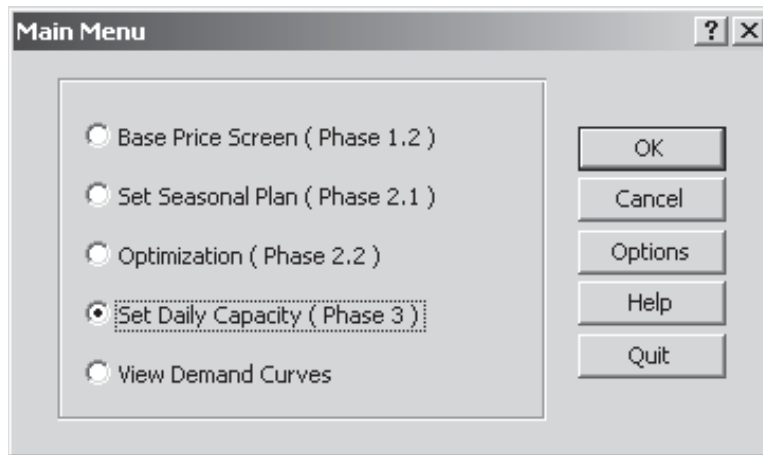 Main Menu
Base Price Screen ( Phase 1.2 )
Set Seasonal Plan ( Phase 2.1 )
Optimization ( Phase 2.2 )
Set Daily Capacity ( Phase 3 )
View Demand Curves
OK
Cancel
Options
Help
Quit